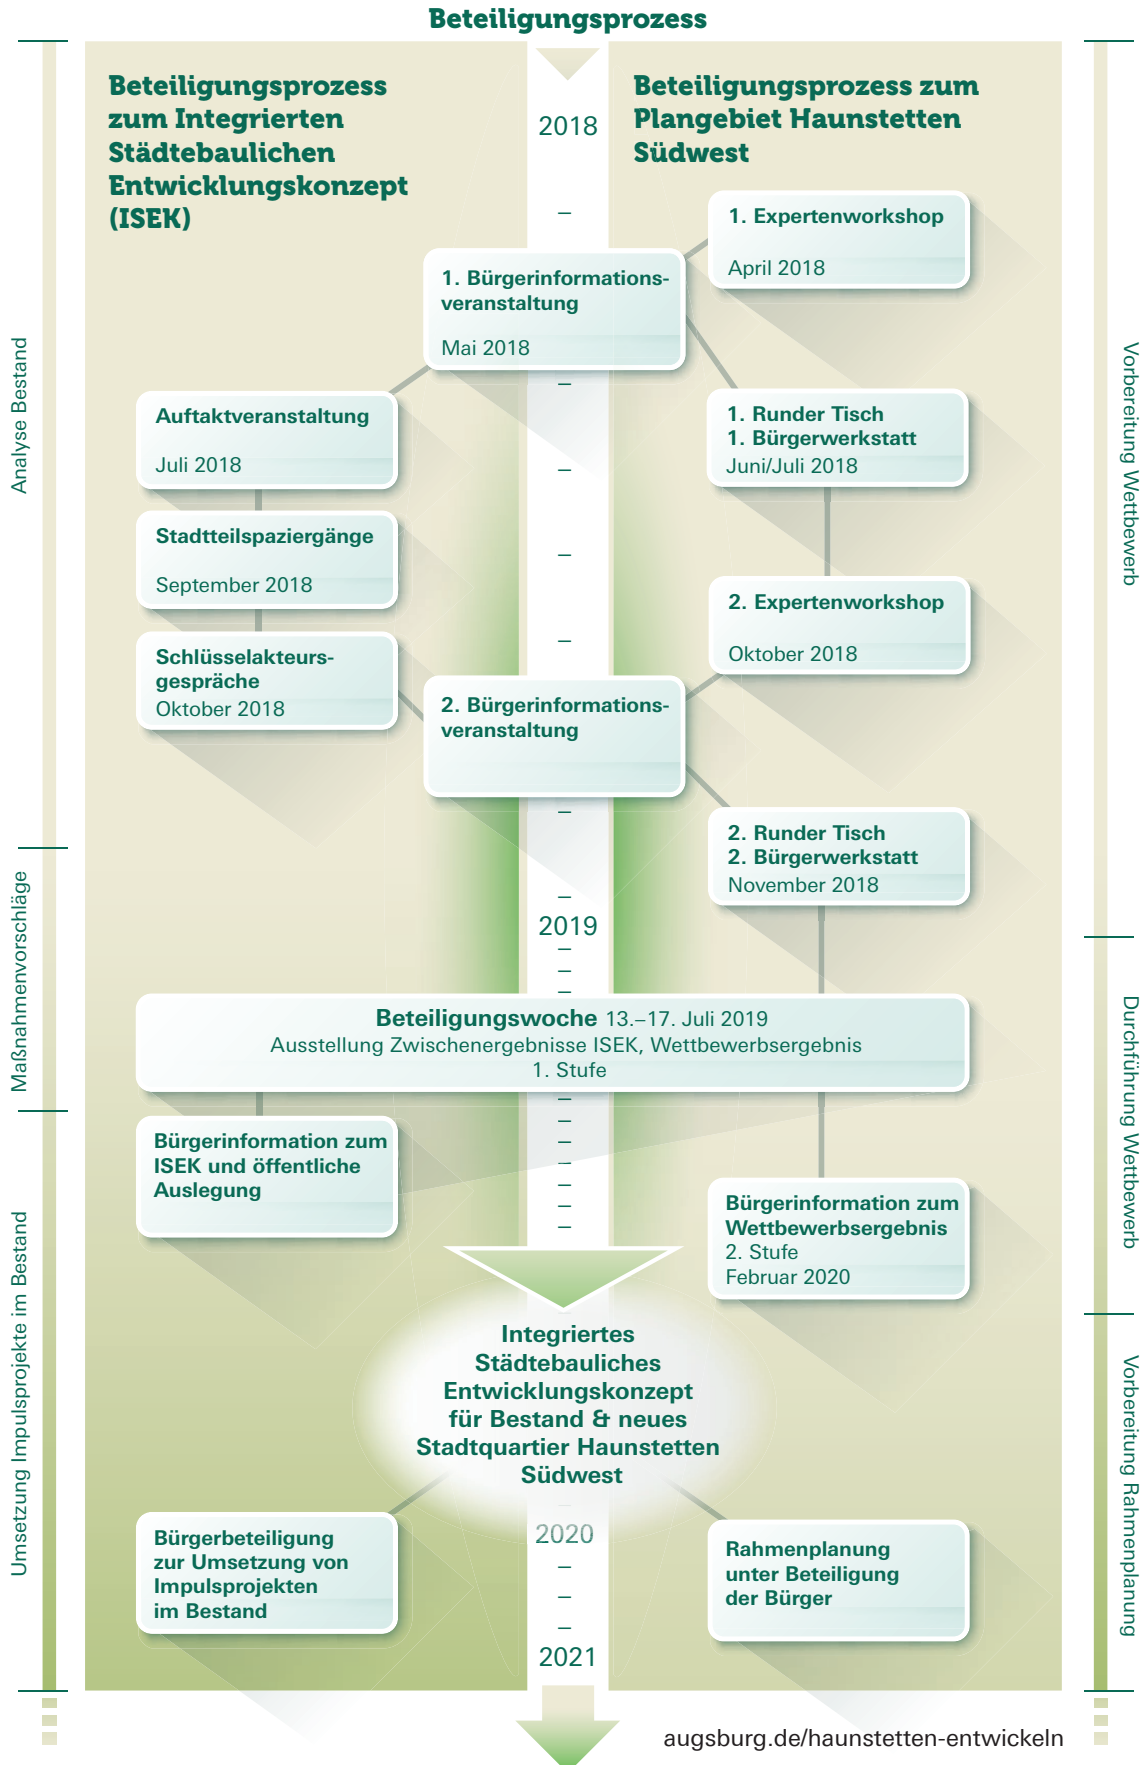 Beteiligungsprozess
Beteiligungsprozess
zum Integrierten
Städtebaulichen
Entwicklungskonzept
(ISEK)
2018
Beteiligungsprozess zum
Plangebiet Haunstetten
Südwest
1. Expertenworkshop
April 2018
1. Bürgerinformations-
veranstaltung
Mai 2018
Auftaktveranstaltung
Juli 2018
1. Runder Tisch
1. Bürgerwerkstatt
Juni/Juli 2018
Stadtteilspaziergänge
September 2018
2. Expertenworkshop
Oktober 2018
Schlüsselakteurs-
gespräche
Oktober 2018
2. Bürgerinformations-
veranstaltung
2. Runder Tisch
2. Bürgerwerkstatt
November 2018
2019
Beteiligungswoche 13.–17. Juli 2019
Ausstellung Zwischenergebnisse ISEK, Wettbewerbsergebnis
1. Stufe
Bürgerinformation zum
ISEK und öffentliche
Auslegung
Bürgerinformation zum
Wettbewerbsergebnis
2. Stufe
Februar 2020
Integriertes
Städtebauliches
Entwicklungskonzept
für Bestand & neues
Stadtquartier Haunstetten
Südwest
2020
Bürgerbeteiligung
zur Umsetzung von
Impulsprojekten
im Bestand
Rahmenplanung
unter Beteiligung
der Bürger
2021
Analyse Bestand
Maßnahmenvorschläge
Umsetzung Impulsprojekte im Bestand
Vorbereitung Wettbewerb
Durchführung Wettbewerb
Vorbereitung Rahmenplanung
augsburg.de/haunstetten-entwickeln